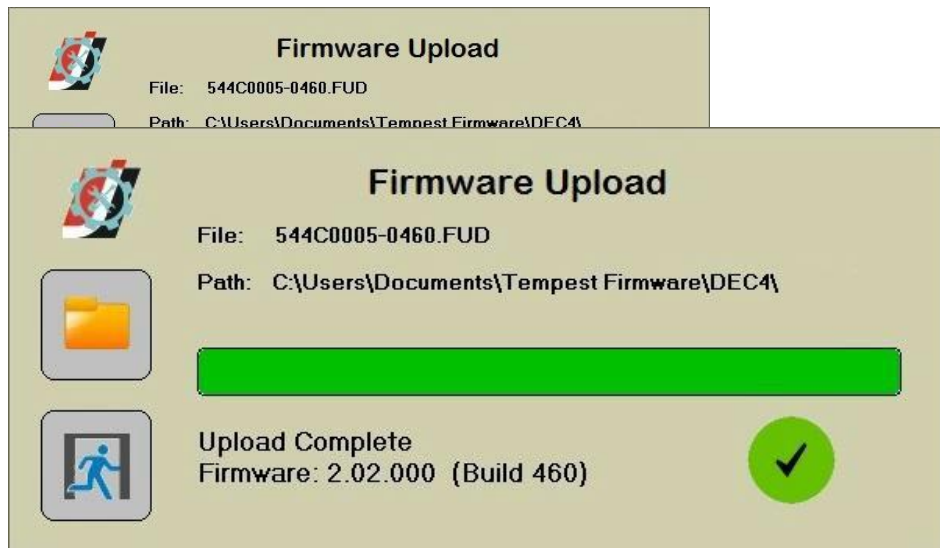 Firmware Upload
File: 544C0005-0460.FUD
Path: C:\Users\Documents\Tempest Firmware\DEC4\
Firmware Upload
File: 544C0005-0460.FUD
Path: C:\Users\Documents\Tempest Firmware\DEC4\
Upload Complete
Firmware: 2.02.000 (Build 460)